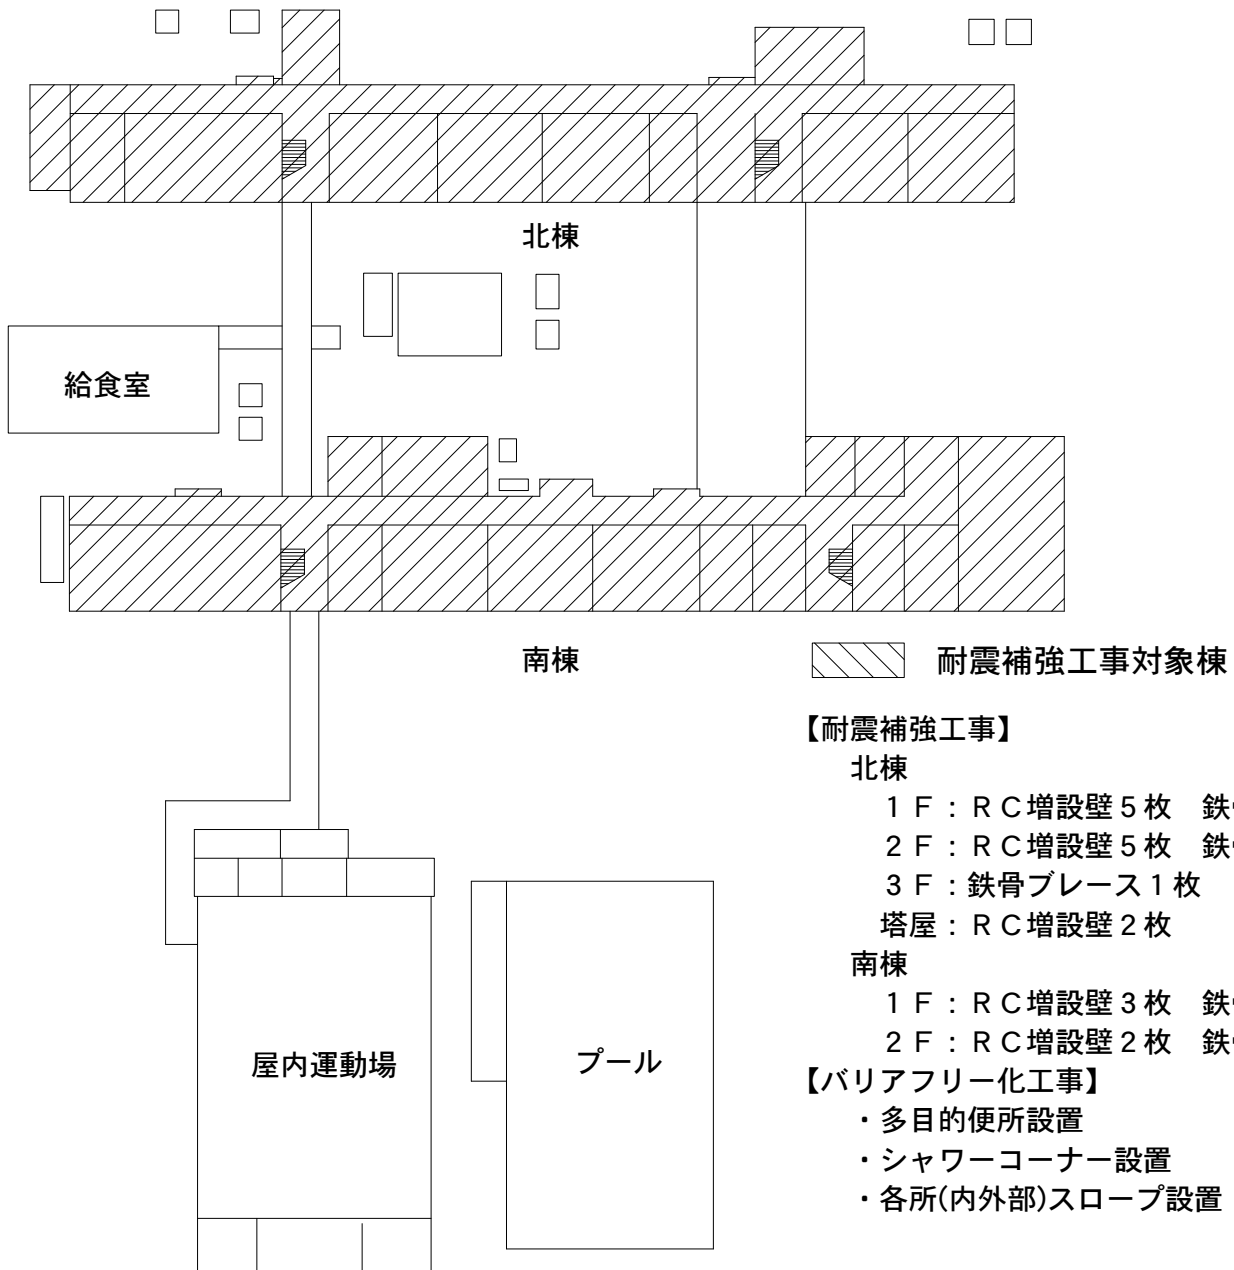 北棟
給食室
南棟
耐震補強工事対象棟
【耐震補強工事】
北棟
１Ｆ：ＲＣ増設壁５枚　鉄
２Ｆ：ＲＣ増設壁５枚　鉄
３Ｆ：鉄骨ブレース１枚
塔屋：ＲＣ増設壁２枚
南棟
１Ｆ：ＲＣ増設壁３枚　鉄
２Ｆ：ＲＣ増設壁２枚　鉄
【バリアフリー化工事】
・多目的便所設置
・シャワーコーナー設置
・各所(内外部)スロープ設置
屋内運動場
プール